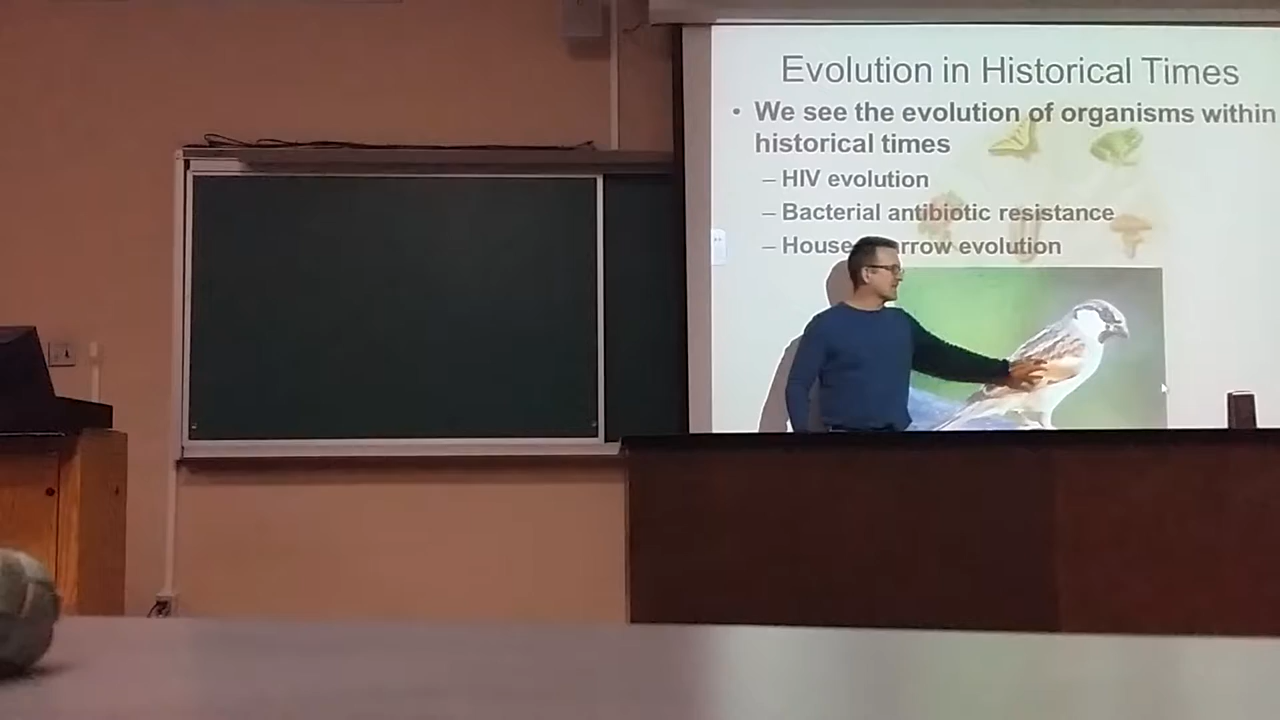 Evolution in Historical Times
• We see the evolution of organisms within
historical times
– HIV evolution
– Bacterial antibiotic resistance
– House arrow evolution